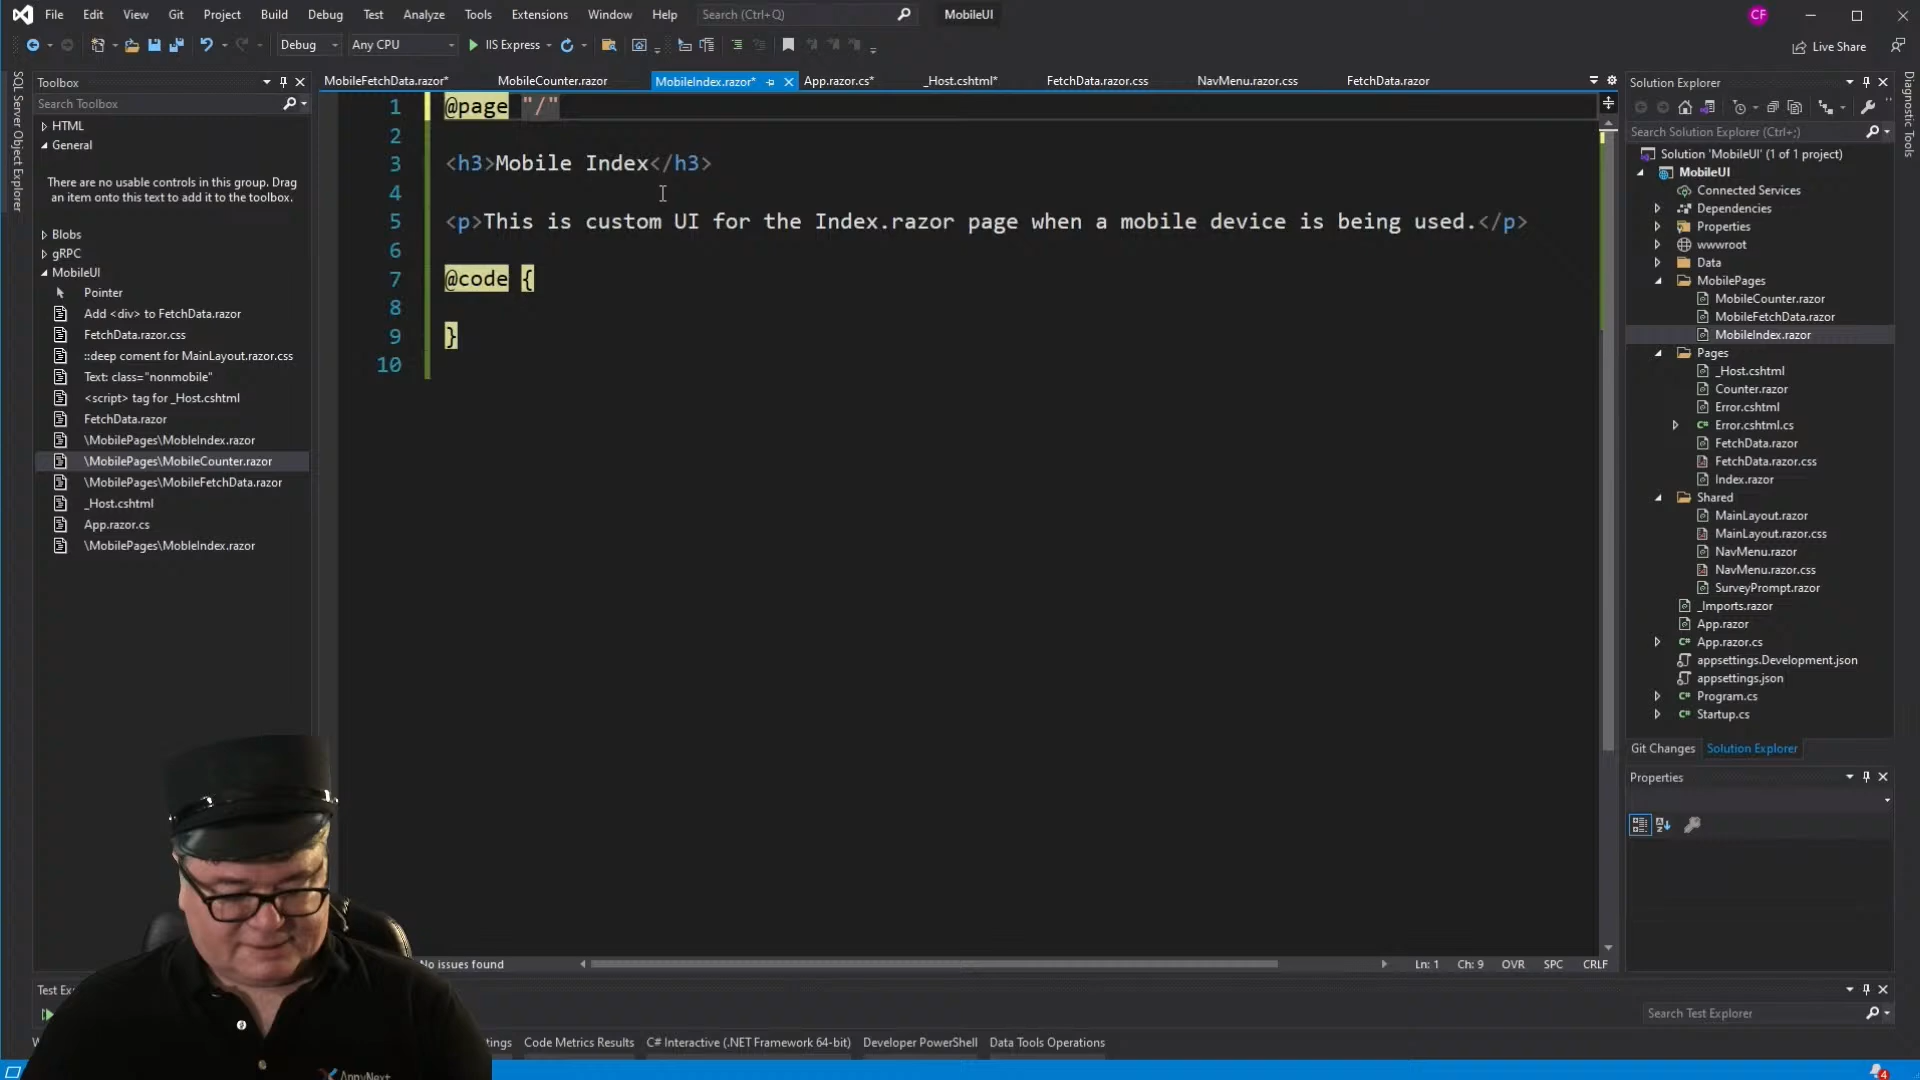 File Edit View Git Project Build Debug Test Analyze Tools Extensions Window Help Search (Ctrl+Q) MobileUI CF
Debug Any CPU IIS Express Live Share
SQL Server Object Explorer
Toolbox
Search Toolbox
HTML
General
There are no usable controls in this group. Drag
an item onto this text to add it to the toolbox.
Blobs
gRPC
MobileUI
Pointer
Add <div> to FetchData.razor
FetchData.razor.css
::deep coment for MainLayout.razor.css
Text: class="nonmobile"
<script> tag for _Host.cshtml
FetchData.razor
\MobilePages\MobleIndex.razor
\MobilePages\MobileCounter.razor
\MobilePages\MobileFetchData.razor
_Host.cshtml
App.razor.cs
\MobilePages\MobleIndex.razor
MobileFetchData.razor* MobileCounter.razor MobileIndex.razor* App.razor.cs* _Host.cshtml* FetchData.razor.css NavMenu.razor.css FetchData.razor
1 @page "/"
2
3 <h3>Mobile Index</h3>
4
5 <p>This is custom UI for the Index.razor page when a mobile device is being used.</p>
6
7 @code {
8
9 }
10
No issues found Ln: 1 Ch: 9 OVR SPC CRLF
Solution Explorer
Search Solution Explorer (Ctrl+;)
Solution 'MobileUI' (1 of 1 project)
MobileUI
Connected Services
Dependencies
Properties
wwwroot
Data
MobilePages
MobileCounter.razor
MobileFetchData.razor
MobileIndex.razor
Pages
_Host.cshtml
Counter.razor
Error.cshtml
Error.cshtml.cs
FetchData.razor
FetchData.razor.css
Index.razor
Shared
MainLayout.razor
MainLayout.razor.css
NavMenu.razor
NavMenu.razor.css
SurveyPrompt.razor
_Imports.razor
App.razor
App.razor.cs
appsettings.Development.json
appsettings.json
Program.cs
Startup.cs
Git Changes Solution Explorer
Properties
Diagnostic Tools
Search Test Explorer
Code Metrics Results C# Interactive (.NET Framework 64-bit) Developer PowerShell Data Tools Operations
4